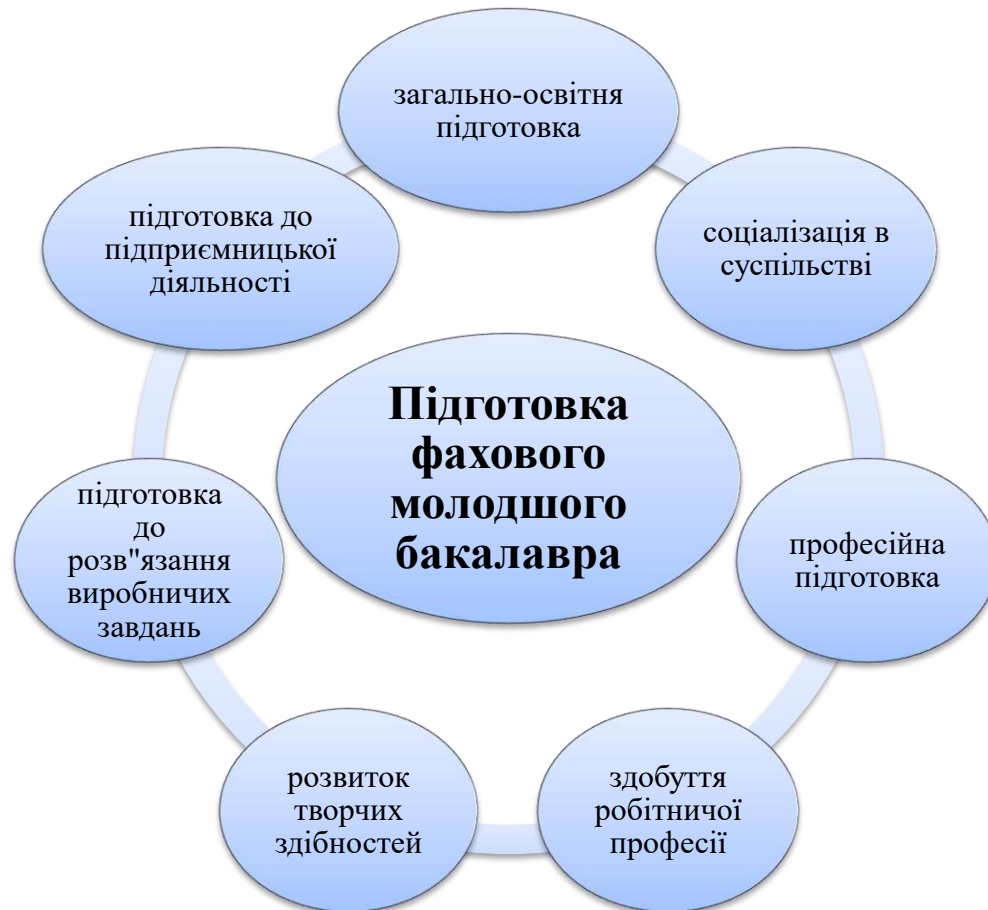 загально-освітня
підготовка
соціалізація в
суспільстві
професійна
підготовка
здобуття
робітничої
професії
розвиток
творчих
здібностей
підготовка
до
розв"язання
виробничих
завдань
підготовка до
підприємницької
діяльності
Підготовка
фахового
молодшого
бакалавра